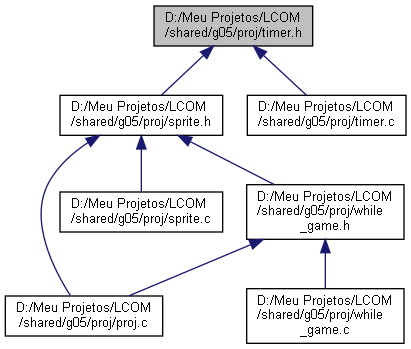 D:/Meu Projetos/LCOM
/shared/g05/proj/timer.h
D:/Meu Projetos/LCOM
/shared/g05/proj/sprite.h
D:/Meu Projetos/LCOM
/shared/g05/proj/timer.c
D:/Meu Projetos/LCOM
/shared/g05/proj/sprite.c
D:/Meu Projetos/LCOM
/shared/g05/proj/while
_game.h
D:/Meu Projetos/LCOM
/shared/g05/proj/proj.c
D:/Meu Projetos/LCOM
/shared/g05/proj/while
_game.c